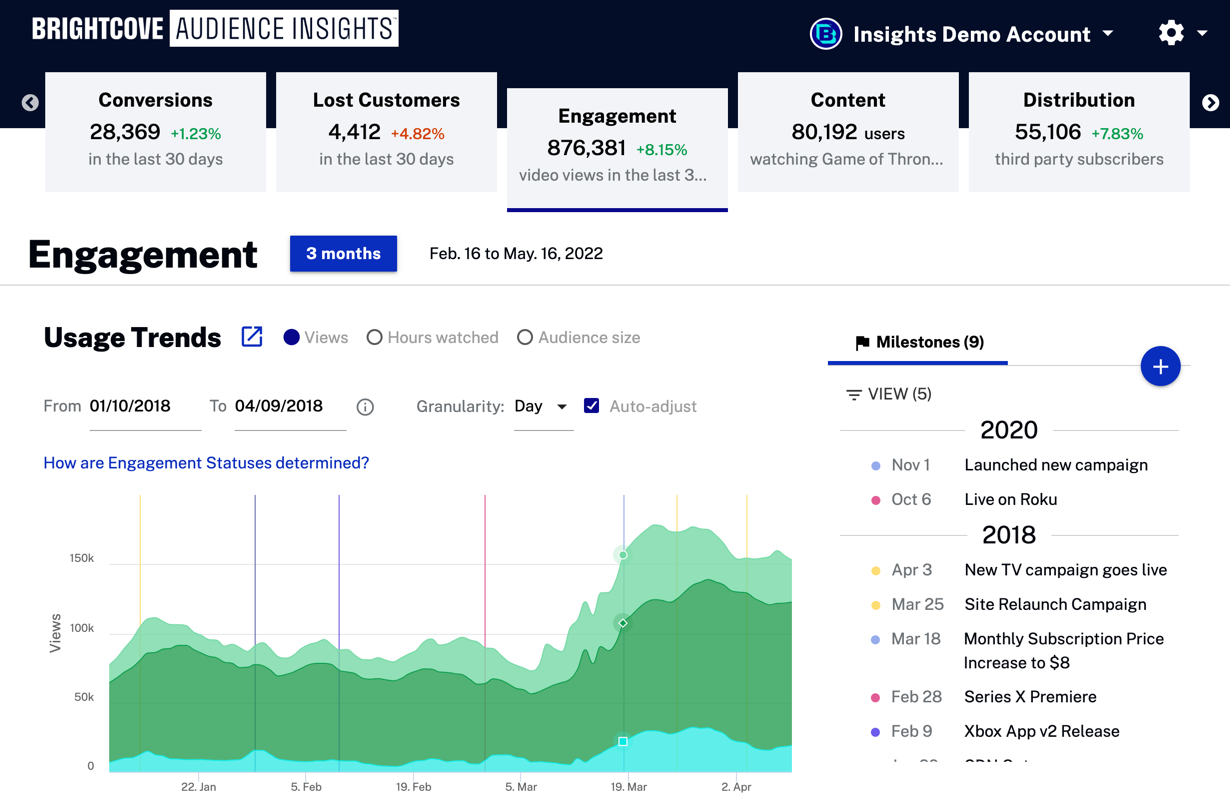 BRIGHTCOVE AUDIENCE INSIGHTS™
Insights Demo Account
Conversions
28,369 +1.23%
in the last 30 days
Lost Customers
4,412 +4.82%
in the last 30 days
Engagement
876,381 +8.15%
video views in the last 3...
Content
80,192 users
watching Game of Thron...
Distribution
55,106 +7.83%
third party subscribers
Engagement
3 months
Feb. 16 to May. 16, 2022
Usage Trends
Views
Hours watched
Audience size
From 01/10/2018
To 04/09/2018
Granularity: Day
Auto-adjust
How are Engagement Statuses determined?
Views
150k
100k
50k
0
22. Jan
5. Feb
19. Feb
5. Mar
19. Mar
2. Apr
Milestones (9)
VIEW (5)
2020
Nov 1 Launched new campaign
Oct 6 Live on Roku
2018
Apr 3 New TV campaign goes live
Mar 25 Site Relaunch Campaign
Mar 18 Monthly Subscription Price
Increase to $8
Feb 28 Series X Premiere
Feb 9 Xbox App v2 Release